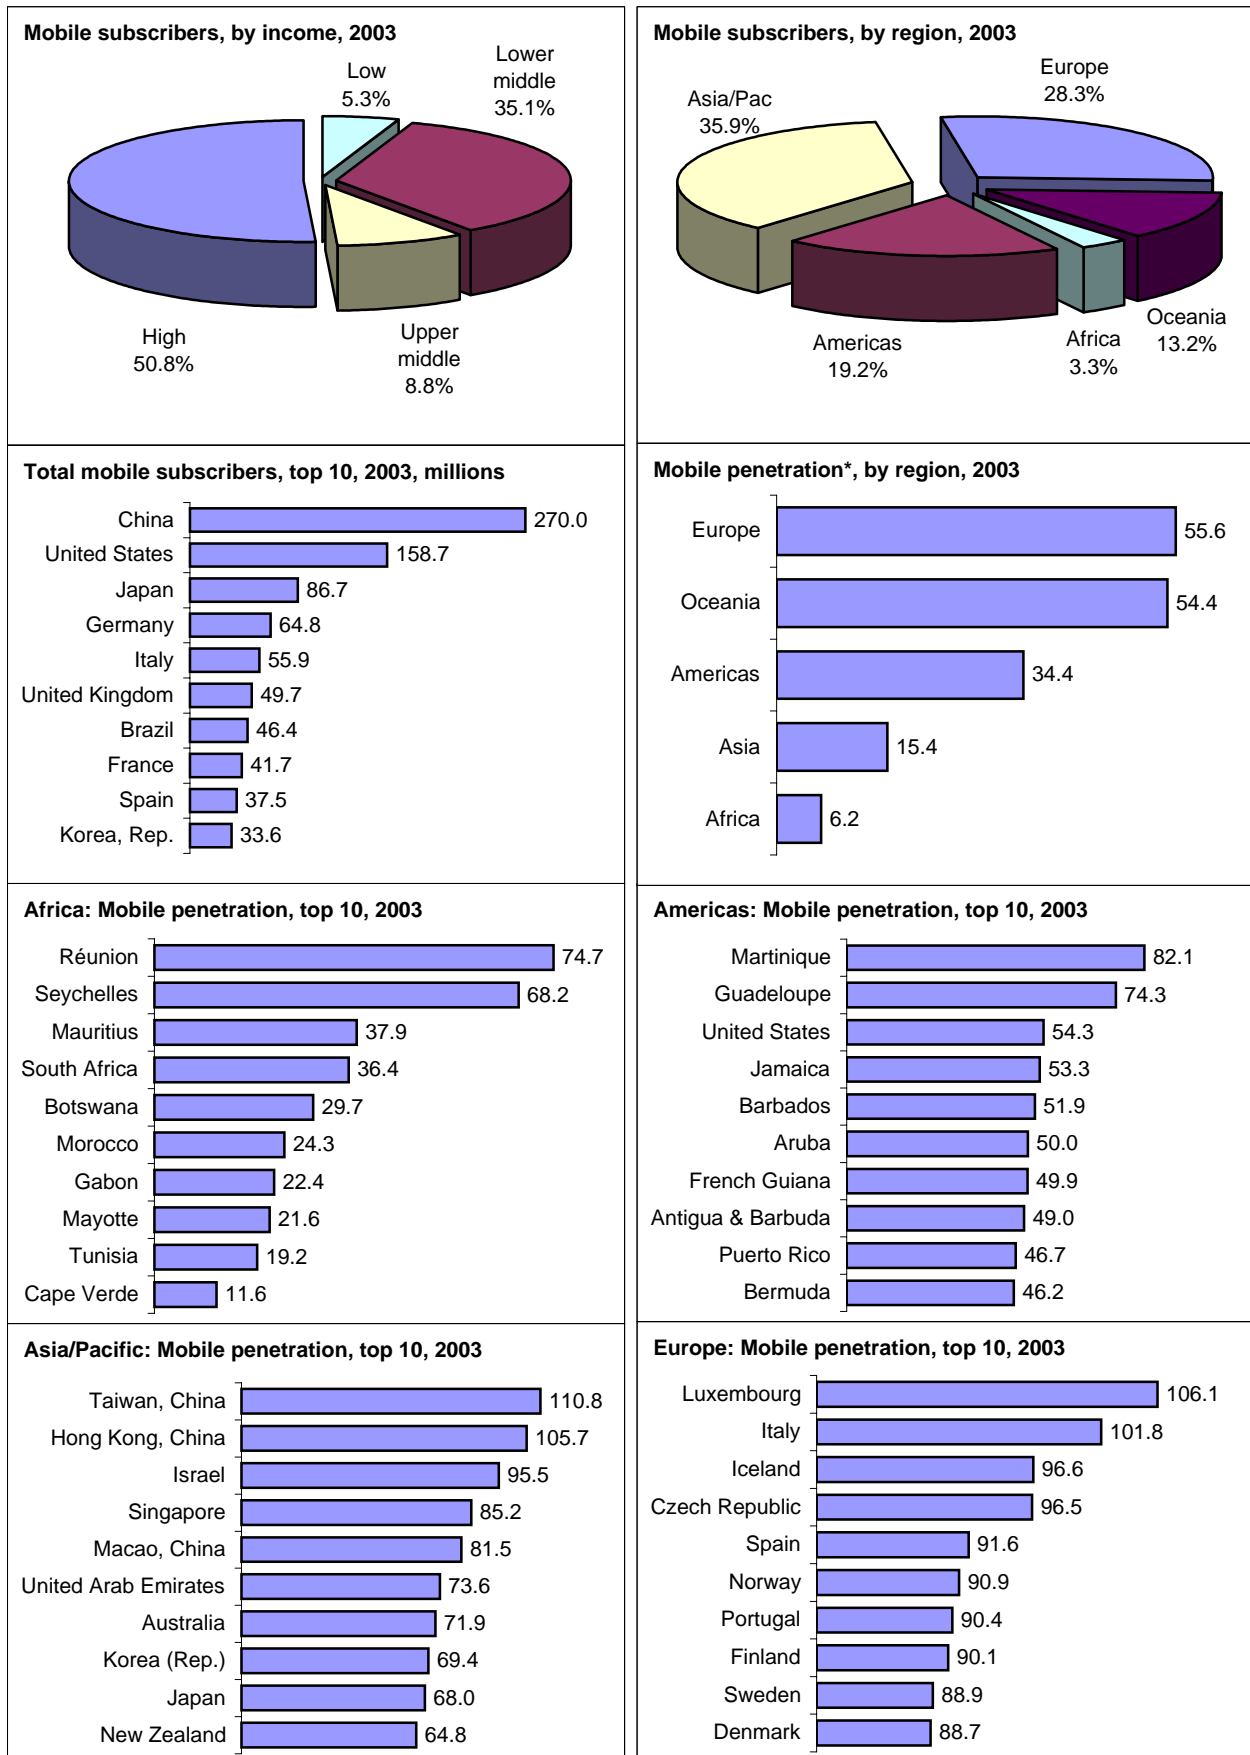 Mobile subscribers, by income, 2003
Low
5.3%
Lower
middle
35.1%
High
50.8%
Upper
middle
8.8%
Mobile subscribers, by region, 2003
Asia/Pac
35.9%
Europe
28.3%
Americas
19.2%
Africa
3.3%
Oceania
13.2%
Total mobile subscribers, top 10, 2003, millions
China 270.0
United States 158.7
Japan 86.7
Germany 64.8
Italy 55.9
United Kingdom 49.7
Brazil 46.4
France 41.7
Spain 37.5
Korea, Rep. 33.6
Mobile penetration*, by region, 2003
Europe 55.6
Oceania 54.4
Americas 34.4
Asia 15.4
Africa 6.2
Africa: Mobile penetration, top 10, 2003
Réunion 74.7
Seychelles 68.2
Mauritius 37.9
South Africa 36.4
Botswana 29.7
Morocco 24.3
Gabon 22.4
Mayotte 21.6
Tunisia 19.2
Cape Verde 11.6
Americas: Mobile penetration, top 10, 2003
Martinique 82.1
Guadeloupe 74.3
United States 54.3
Jamaica 53.3
Barbados 51.9
Aruba 50.0
French Guiana 49.9
Antigua & Barbuda 49.0
Puerto Rico 46.7
Bermuda 46.2
Asia/Pacific: Mobile penetration, top 10, 2003
Taiwan, China 110.8
Hong Kong, China 105.7
Israel 95.5
Singapore 85.2
Macao, China 81.5
United Arab Emirates 73.6
Australia 71.9
Korea (Rep.) 69.4
Japan 68.0
New Zealand 64.8
Europe: Mobile penetration, top 10, 2003
Luxembourg 106.1
Italy 101.8
Iceland 96.6
Czech Republic 96.5
Spain 91.6
Norway 90.9
Portugal 90.4
Finland 90.1
Sweden 88.9
Denmark 88.7